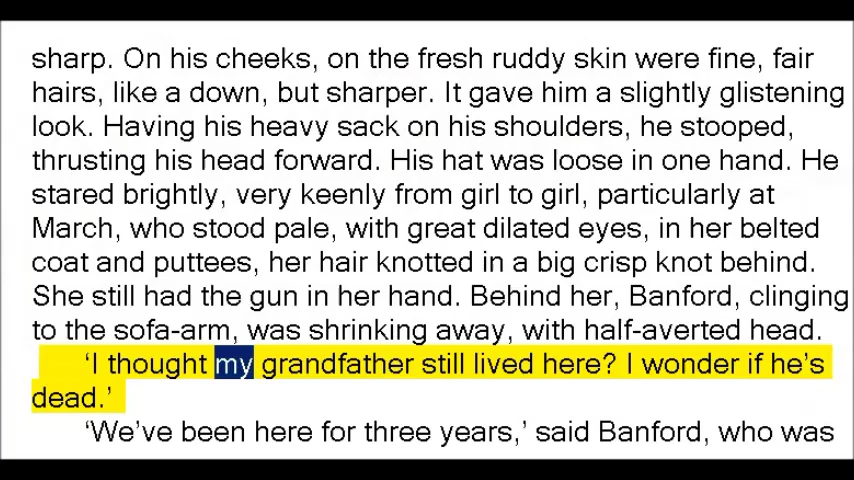 sharp. On his cheeks, on the fresh ruddy skin were fine, fair
hairs, like a down, but sharper. It gave him a slightly glistening
look. Having his heavy sack on his shoulders, he stooped,
thrusting his head forward. His hat was loose in one hand. He
stared brightly, very keenly from girl to girl, particularly at
March, who stood pale, with great dilated eyes, in her belted
coat and puttees, her hair knotted in a big crisp knot behind.
She still had the gun in her hand. Behind her, Banford, clinging
to the sofa-arm, was shrinking away, with half-averted head.
‘I thought my grandfather still lived here? I wonder if he’s
dead.’
‘We’ve been here for three years,’ said Banford, who was